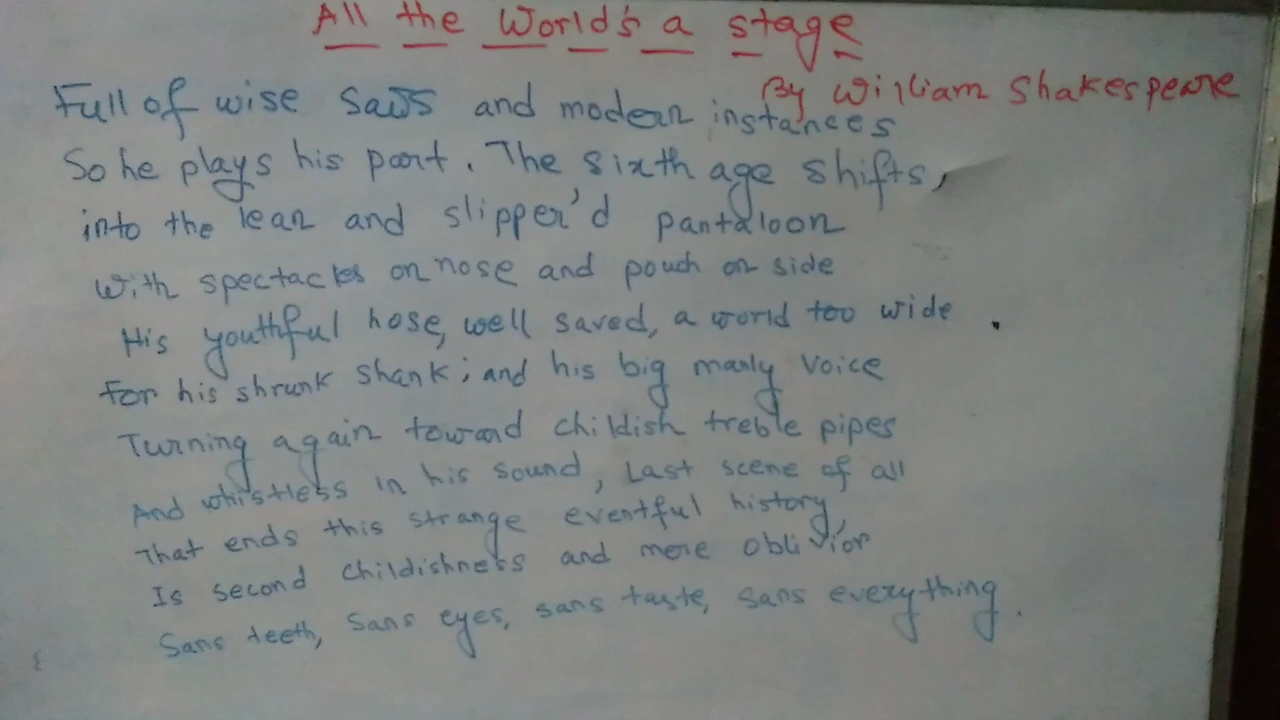 All the World's a stage
By William Shakespeare
Full of wise saws and modern instances
So he plays his part. The sixth age shifts,
into the lean and slipper'd pantaloon
With spectacles on nose and pouch on side
His youthful hose, well saved, a world too wide.
For his shrunk shank; and his big manly voice
Turning again toward childish treble pipes
And whistless in his sound, Last scene of all
That ends this strange eventful history,
Is second childishness and mere oblivion
Sans teeth, Sans eyes, sans taste, sans everything.